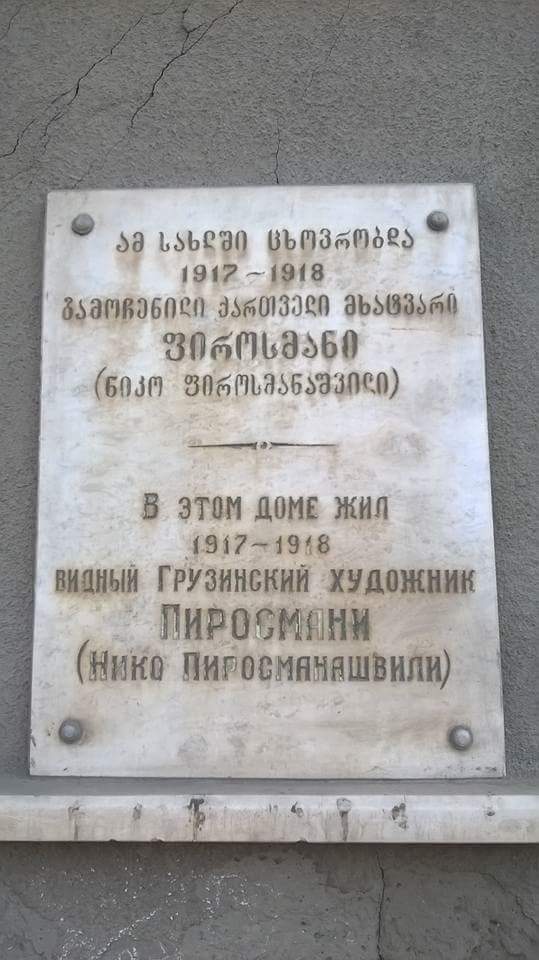 ამ სახლში ცხოვრობდა
1917-1918
გამოჩენილი ქართველი მხატვარი
ფიროსმანი
(ნიკო ფიროსმანაშვილი)
В ЭТОМ ДОМЕ ЖИЛ
1917-1918
ВИДНЫЙ ГРУЗИНСКИЙ ХУДОЖНИК
ПИРОСМАНИ
(НИКО ПИРОСМАНАШВИЛИ)